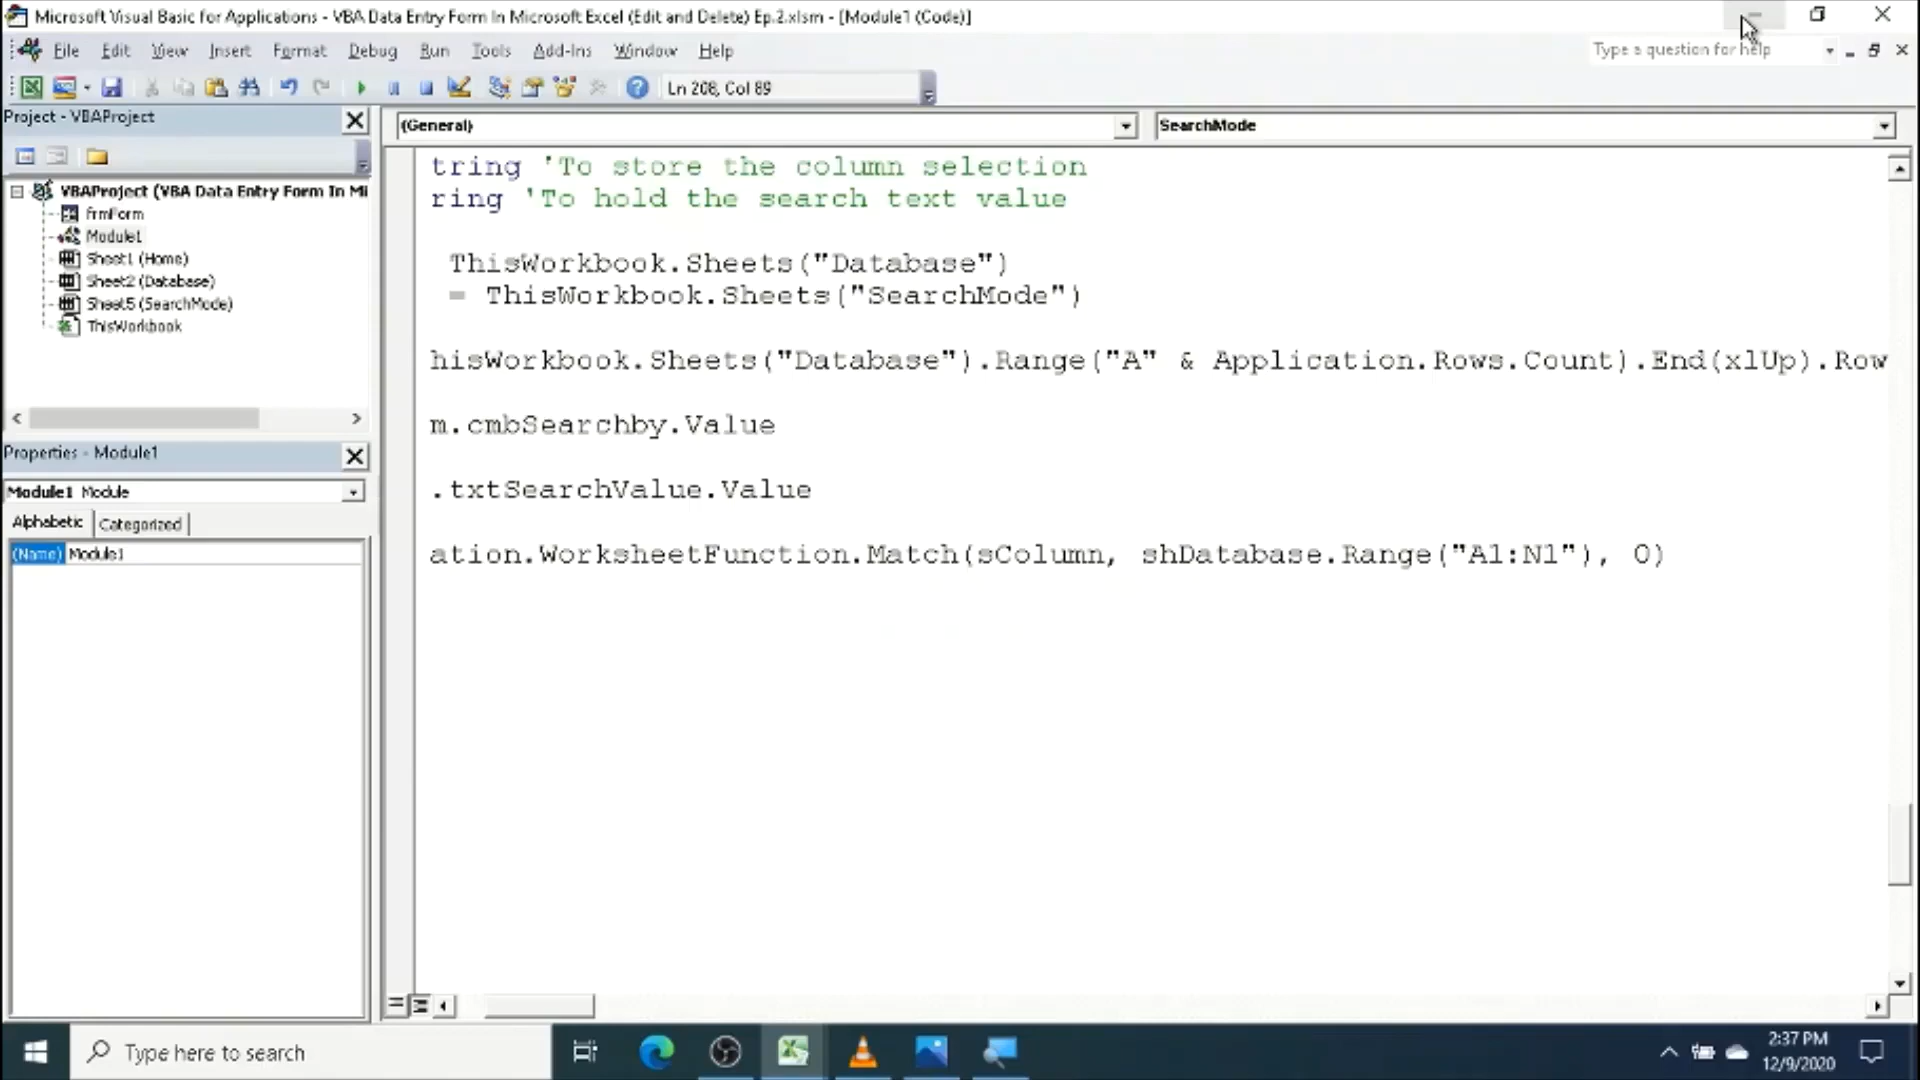 Microsoft Visual Basic for Applications - VBA Data Entry Form In Microsoft Excel (Edit and Delete) Ep.2.xlsm - [Module1 (Code)]
File Edit View Insert Format Debug Run Tools Add-Ins Window Help
Type a question for help
Ln 208, Col 89
Project - VBAProject
(General)
SearchMode
VBAProject (VBA Data Entry Form In Mi
frmForm
Module1
Sheet1 (Home)
Sheet2 (Database)
Sheet5 (SearchMode)
ThisWorkbook
Properties - Module1
Module1 Module
Alphabetic Categorized
(Name) Module1
tring 'To store the column selection
ring 'To hold the search text value
ThisWorkbook.Sheets("Database")
= ThisWorkbook.Sheets("SearchMode")
hisWorkbook.Sheets("Database").Range("A" & Application.Rows.Count).End(xlUp).Row
m.cmbSearchby.Value
.txtSearchValue.Value
ation.WorksheetFunction.Match(sColumn, shDatabase.Range("A1:N1"), 0)
Type here to search
2:37 PM
12/9/2020